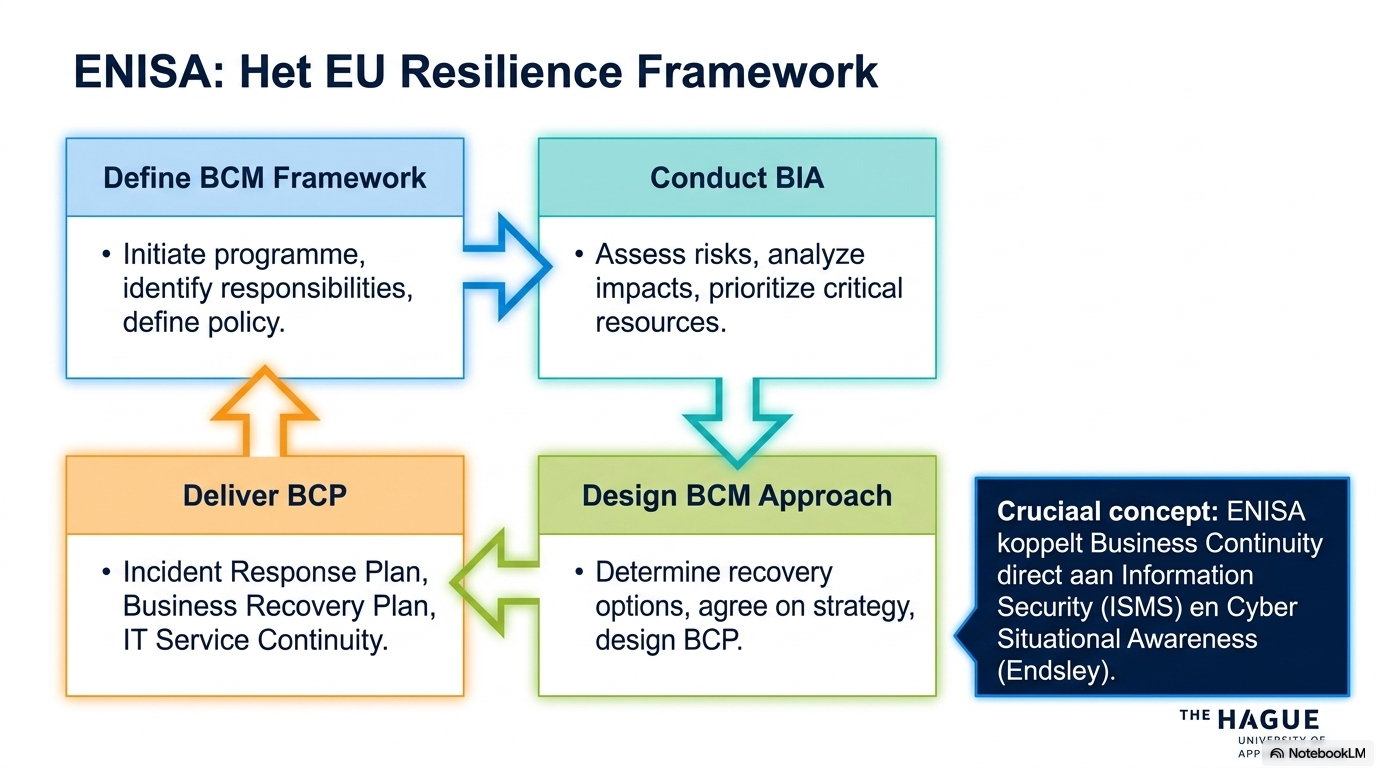 ENISA: Het EU Resilience Framework
Define BCM Framework
• Initiate programme,
identify responsibilities,
define policy.
Conduct BIA
• Assess risks, analyze
impacts, prioritize critical
resources.
Deliver BCP
• Incident Response Plan,
Business Recovery Plan,
IT Service Continuity.
Design BCM Approach
• Determine recovery
options, agree on strategy,
design BCP.
Cruciaal concept: ENISA
koppelt Business Continuity
direct aan Information
Security (ISMS) en Cyber
Situational Awareness
(Endsley).
THE HAGUE
UNIVERSITY OF
APP
NotebookLM